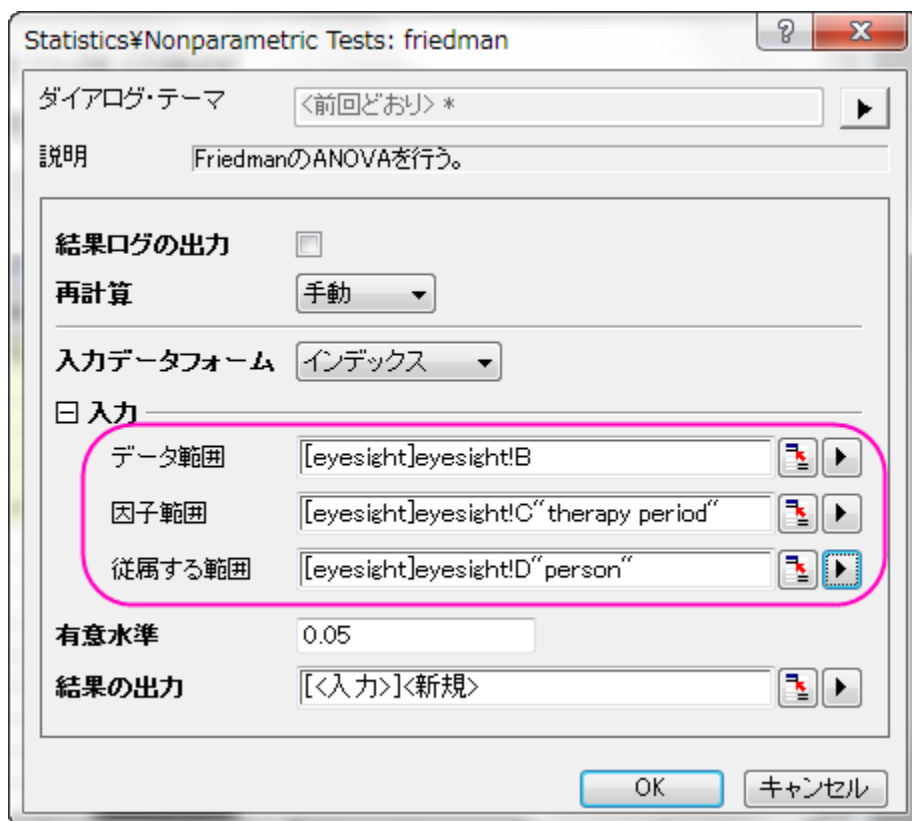 Statistics¥Nonparametric Tests: friedman
ダイアログ・テーマ <前回どおり> *
説明 FriedmanのANOVAを行う。
結果ログの出力
再計算 手動
入力データフォーム インデックス
入力
データ範囲 [eyesight]eyesight!B
因子範囲 [eyesight]eyesight!C"therapy period"
従属する範囲 [eyesight]eyesight!D"person"
有意水準 0.05
結果の出力 [<入力>]<新規>
OK キャンセル